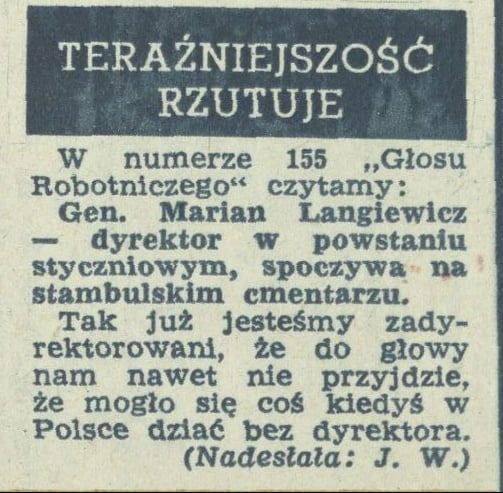 TERAŹNIEJSZOŚĆ
RZUTUJE
W numerze 155 „Głosu
Robotniczego“ czytamy:
Gen. Marian Langiewicz
— dyrektor w powstaniu
styczniowym, spoczywa na
stambulskim cmentarzu.
Tak już jesteśmy zady-
rektorowani, że do głowy
nam nawet nie przyjdzie,
że mogło się coś kiedyś w
Polsce dziać bez dyrektora.
(Nadesłała: J. W.)